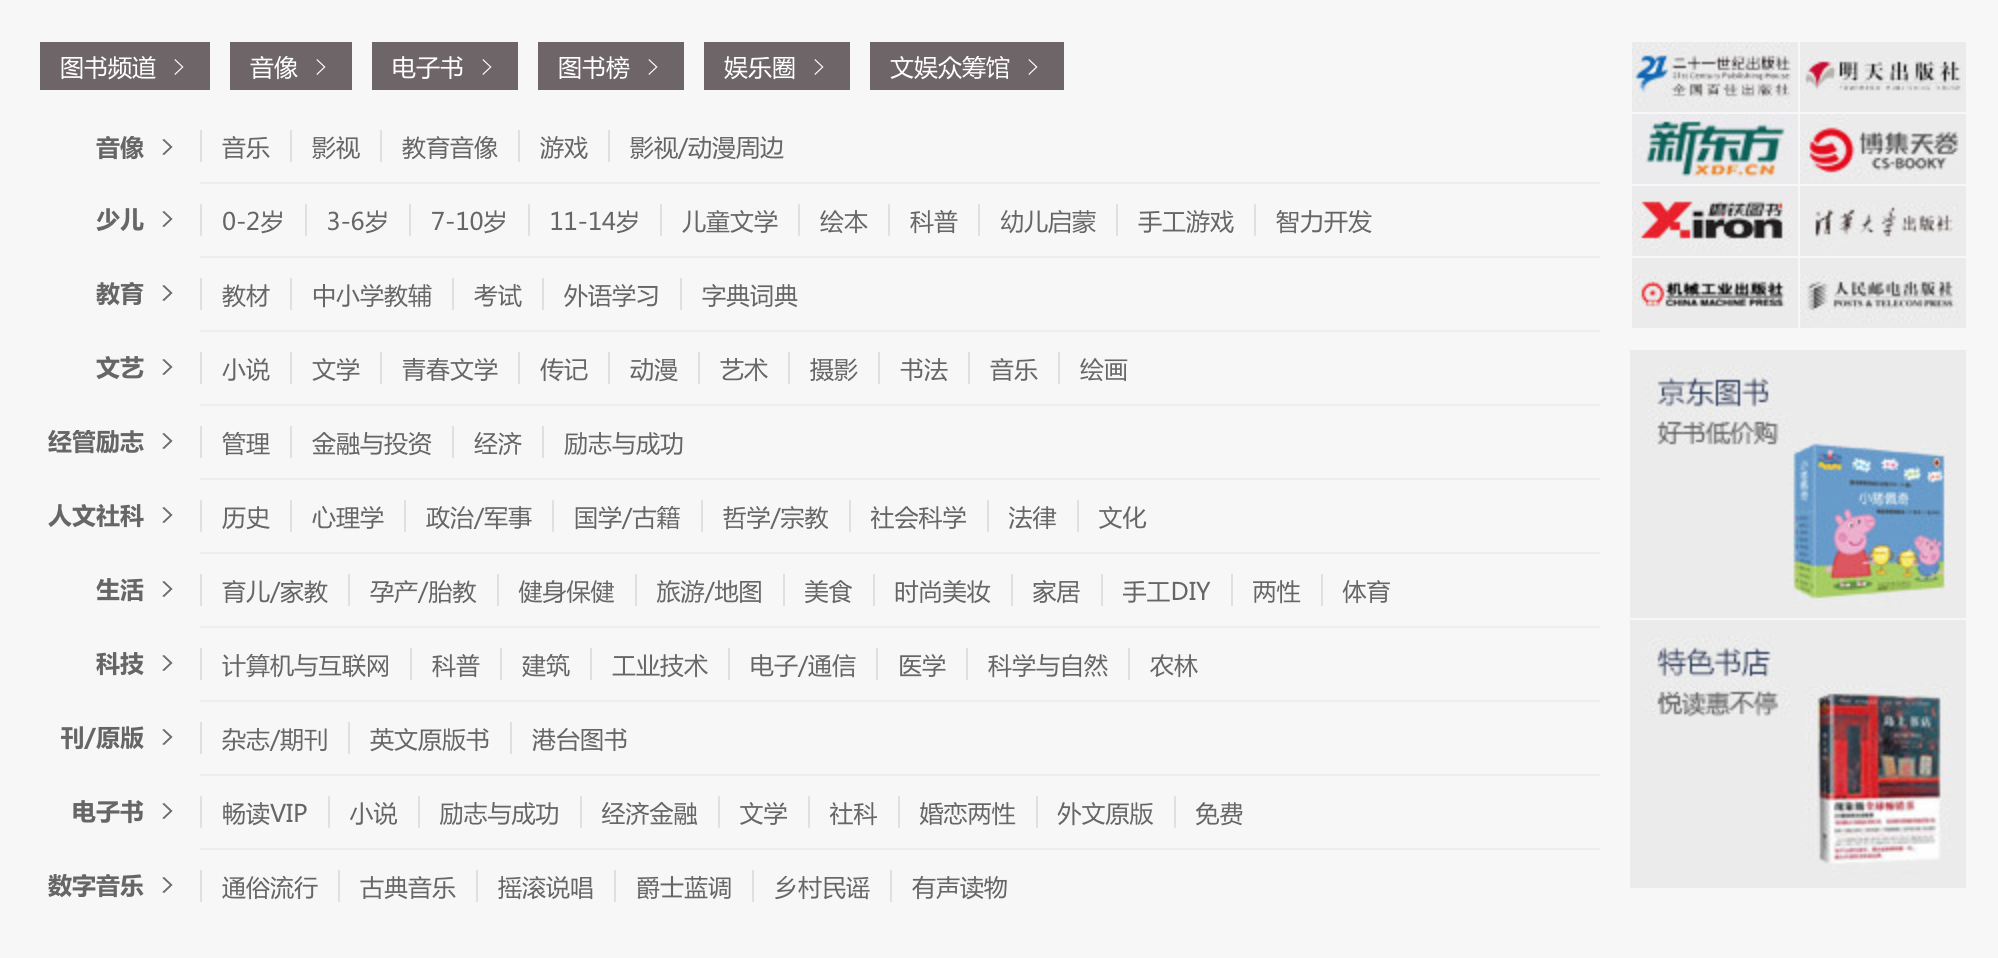 图书频道 音像 电子书 图书榜 娱乐圈 文娱众筹馆
音像 音乐 影视 教育音像 游戏 影视/动漫周边
少儿 0-2岁 3-6岁 7-10岁 11-14岁 儿童文学 绘本 科普 幼儿启蒙 手工游戏 智力开发
教育 教材 中小学教辅 考试 外语学习 字典词典
文艺 小说 文学 青春文学 传记 动漫 艺术 摄影 书法 音乐 绘画
经管励志 管理 金融与投资 经济 励志与成功
人文社科 历史 心理学 政治/军事 国学/古籍 哲学/宗教 社会科学 法律 文化
生活 育儿/家教 孕产/胎教 健身保健 旅游/地图 美食 时尚美妆 家居 手工DIY 两性 体育
科技 计算机与互联网 科普 建筑 工业技术 电子/通信 医学 科学与自然 农林
刊/原版 杂志/期刊 英文原版书 港台图书
电子书 畅读VIP 小说 励志与成功 经济金融 文学 社科 婚恋两性 外文原版 免费
数字音乐 通俗流行 古典音乐 摇滚说唱 爵士蓝调 乡村民谣 有声读物
21 二十一世纪出版社
21st Century Publishing House
全国百佳出版社
明天出版社
新东方
XDF.CN
博集天卷
CS-BOOKY
磨铁图书
Xiron
清华大学出版社
机械工业出版社
CHINA MACHINE PRESS
人民邮电出版社
POSTS & TELECOM PRESS
京东图书
好书低价购
小猪佩奇
特色书店
悦读惠不停
岛上书店